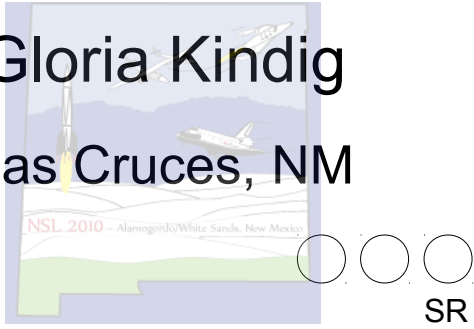 Gloria Kindig
as Cruces, NM
NSL 2010 - Alamogordo/White Sands, New Mexico
SR